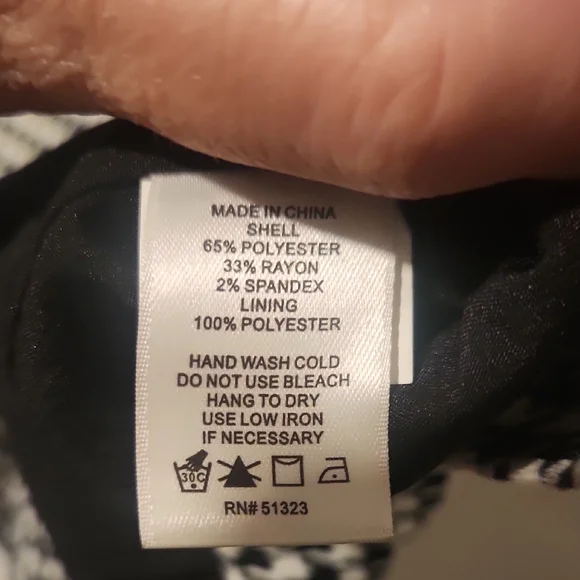 MADE IN CHINA
SHELL
65% POLYESTER
33% RAYON
2% SPANDEX
LINING
100% POLYESTER
HAND WASH COLD
DO NOT USE BLEACH
HANG TO DRY
USE LOW IRON
IF NECESSARY
30C
RN# 51323